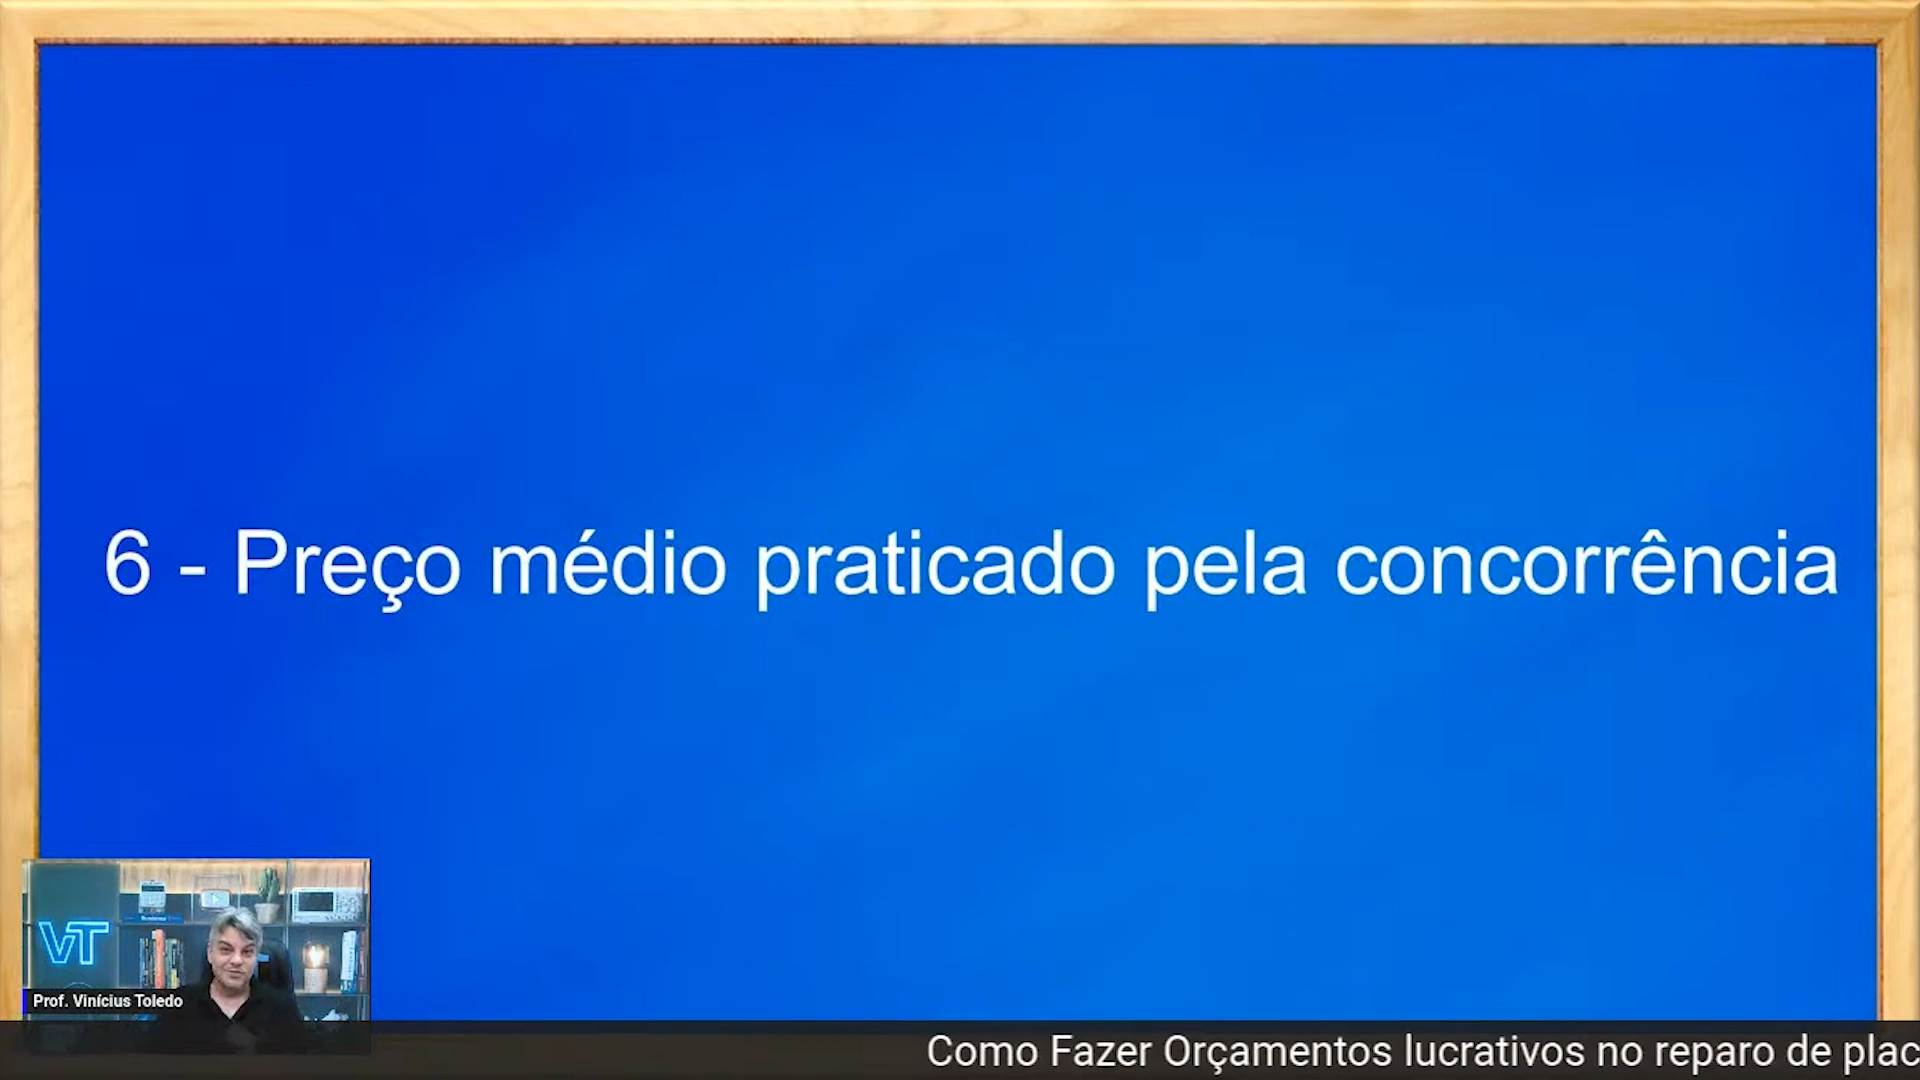 6 - Preço médio praticado pela concorrência
VT
Prof. Vinícius Toledo
Como Fazer Orçamentos lucrativos no reparo de plac